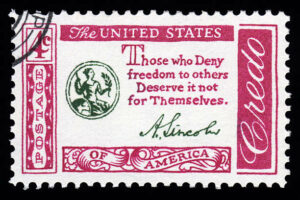 The UNITED STATES
4¢
POSTAGE
Those who Deny
freedom to others
Deserve it not
for Themselves.
A. Lincoln
Credo
OF AMERICA